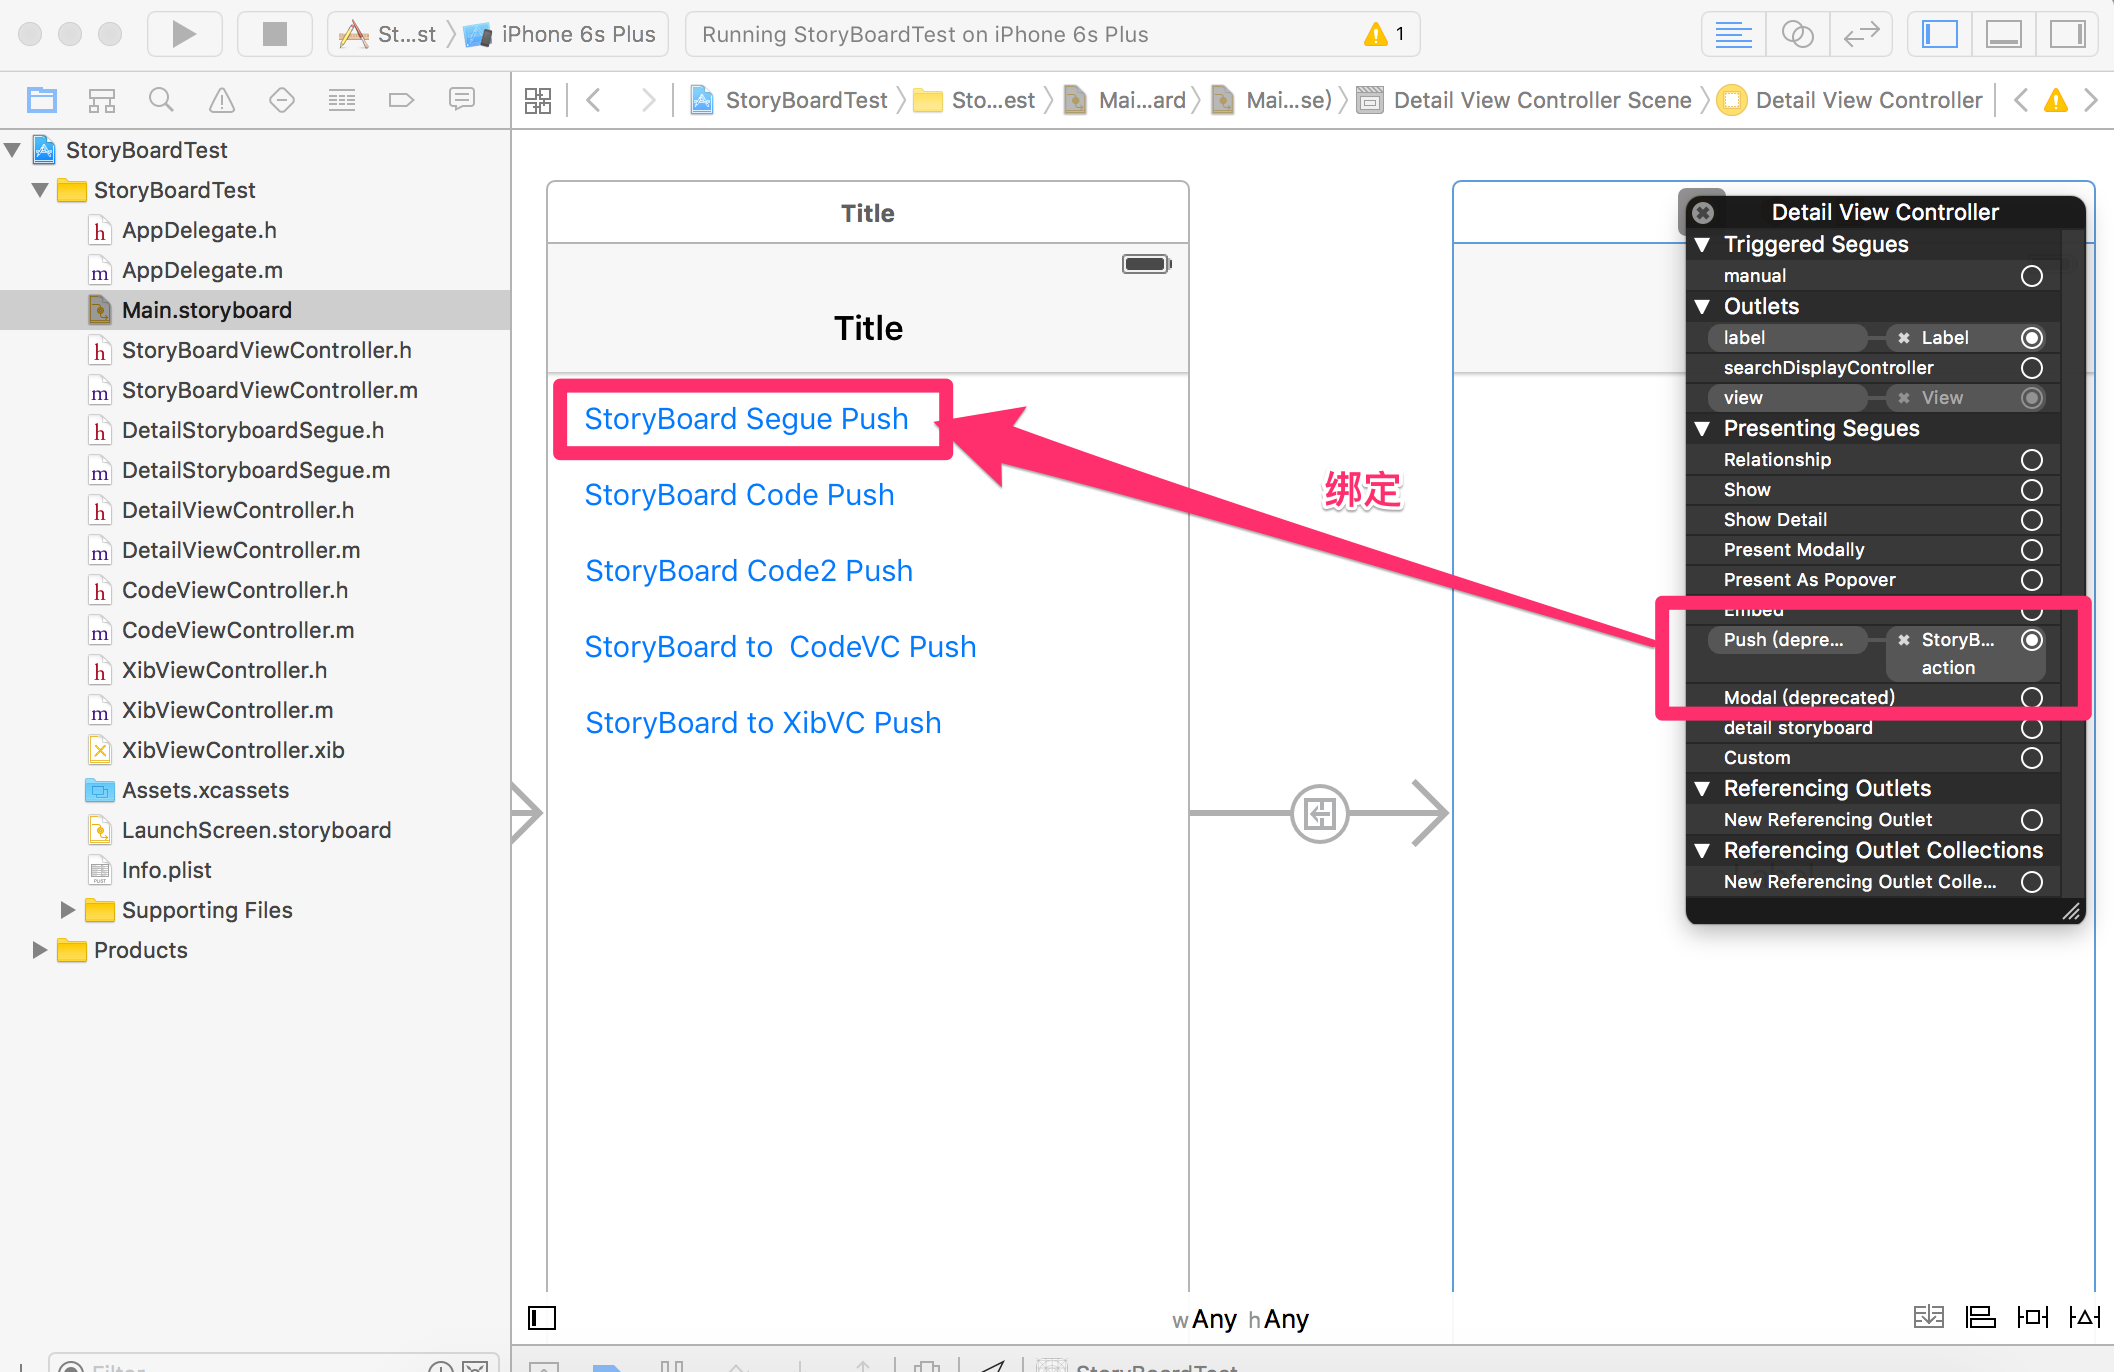 St...st
iPhone 6s Plus
Running StoryBoardTest on iPhone 6s Plus
1
StoryBoardTest
Sto...est
Mai...ard
Mai...se)
Detail View Controller Scene
Detail View Controller
StoryBoardTest
StoryBoardTest
AppDelegate.h
AppDelegate.m
Main.storyboard
StoryBoardViewController.h
StoryBoardViewController.m
DetailStoryboardSegue.h
DetailStoryboardSegue.m
DetailViewController.h
DetailViewController.m
CodeViewController.h
CodeViewController.m
XibViewController.h
XibViewController.m
XibViewController.xib
Assets.xcassets
LaunchScreen.storyboard
Info.plist
Supporting Files
Products
Title
Title
StoryBoard Segue Push
StoryBoard Code Push
StoryBoard Code2 Push
StoryBoard to  CodeVC Push
StoryBoard to XibVC Push
绑定
Detail View Controller
Triggered Segues
manual
Outlets
label
Label
searchDisplayController
view
View
Presenting Segues
Relationship
Show
Show Detail
Present Modally
Present As Popover
Embed
Push (depre...
StoryB...
action
Modal (deprecated)
detail storyboard
Custom
Referencing Outlets
New Referencing Outlet
Referencing Outlet Collections
New Referencing Outlet Colle...
wAny hAny
Filter
StoryBoardTest